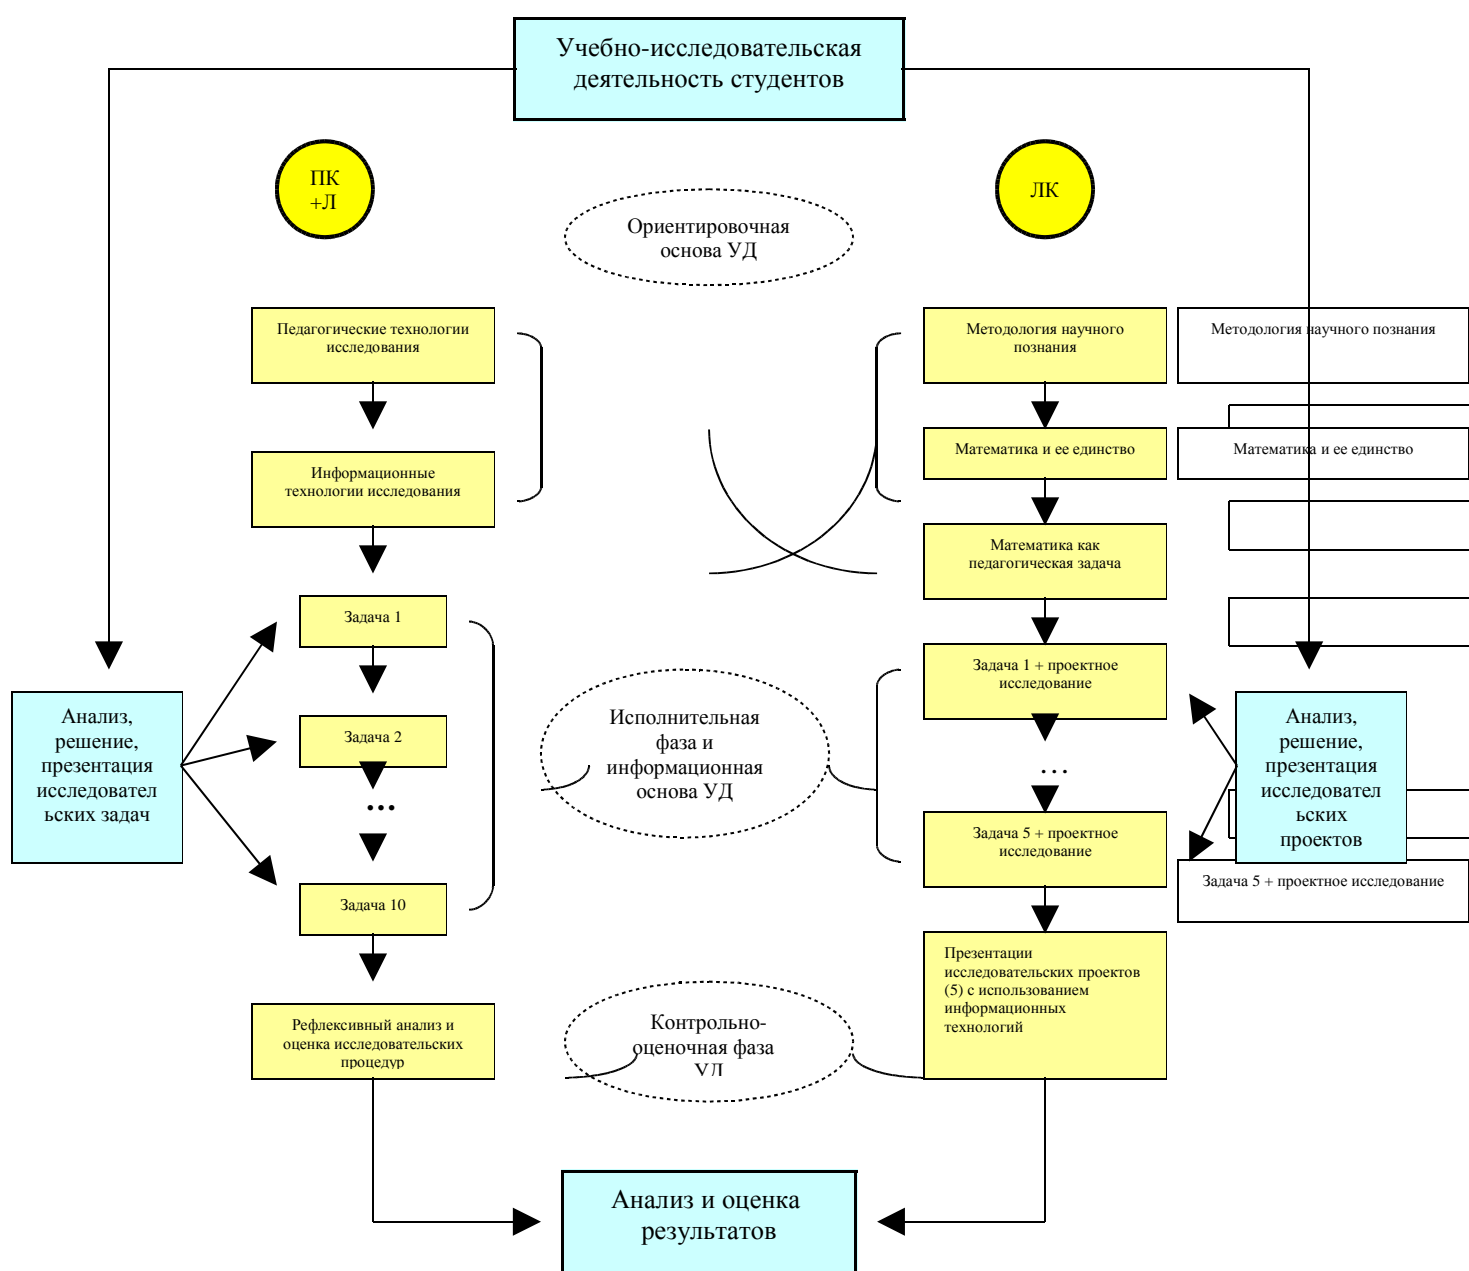 Учебно-исследовательская
деятельность студентов
ПК
+Л
ЛК
Ориентировочная
основа УД
Педагогические технологии
исследования
Методология научного
познания
Методология научного познания
Информационные
технологии исследования
Математика и ее единство
Математика и ее единство
Математика как
педагогическая задача
Задача 1
Задача 2
...
Задача 10
Задача 1 + проектное
исследование
...
Задача 5 + проектное
исследование
Задача 5 + проектное исследование
Анализ,
решение,
презентация
исследовател
ьских задач
Исполнительная
фаза и
информационная
основа УД
Анализ,
решение,
презентация
исследовател
ьских
проектов
Рефлексивный анализ и
оценка исследовательских
процедур
Контрольно-
оценочная фаза
УД
Презентации
исследовательских проектов
(5) с использованием
информационных
технологий
Анализ и оценка
результатов